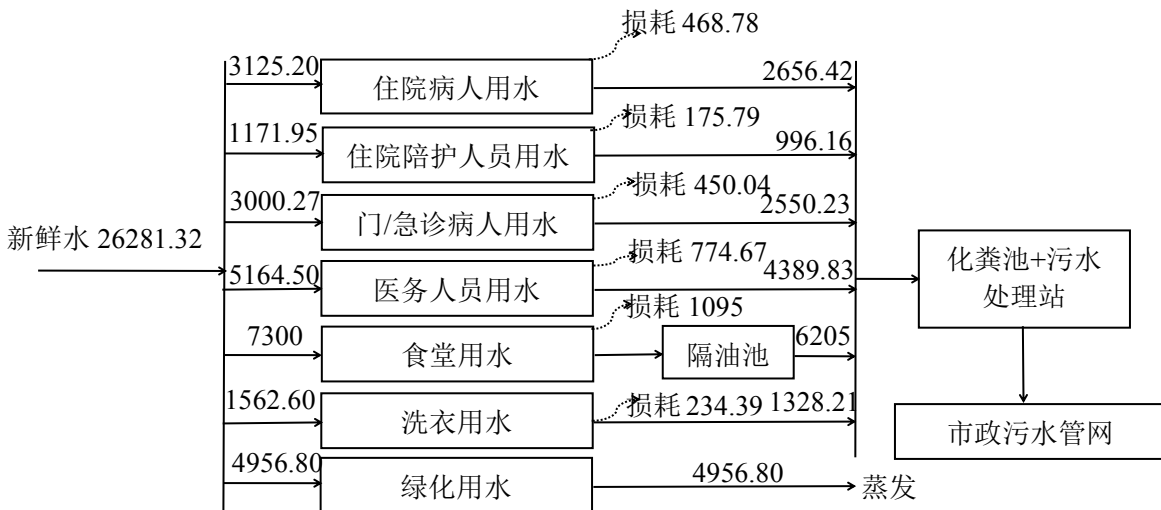 损耗 468.78
3125.20
住院病人用水
2656.42
损耗 175.79
1171.95
住院陪护人员用水
996.16
损耗 450.04
3000.27
门/急诊病人用水
2550.23
新鲜水 26281.32
损耗 774.67
5164.50
医务人员用水
4389.83
化粪池+污水
处理站
损耗 1095
7300
食堂用水
隔油池
6205
1562.60
洗衣用水
损耗 234.39
1328.21
市政污水管网
4956.80
绿化用水
4956.80
蒸发